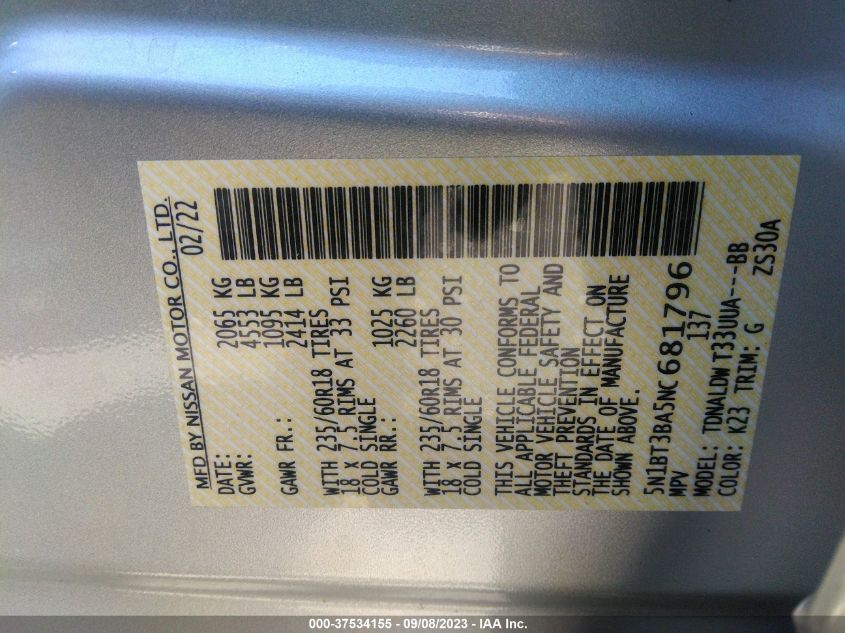 MFD BY NISSAN MOTOR CO., LTD.
DATE: 02/22
GVWR: 2065 KG
4553 LB
GAWR FR.: 1095 KG
2414 LB
WITH 235/60R18 TIRES
18 X 7.5 RIMS AT 33 PSI
COLD SINGLE
GAWR RR.: 1025 KG
2260 LB
WITH 235/60R18 TIRES
18 X 7.5 RIMS AT 30 PSI
COLD SINGLE
THIS VEHICLE CONFORMS TO
ALL APPLICABLE FEDERAL
MOTOR VEHICLE SAFETY AND
THEFT PREVENTION
STANDARDS IN EFFECT ON
THE DATE OF MANUFACTURE
SHOWN ABOVE.
5N1BT3BA5NC681796
MPV 137
MODEL: TDNALDW T33UUA----BB
COLOR: K23 TRIM: G ZS30A
000-37534155 - 09/08/2023 - IAA Inc.